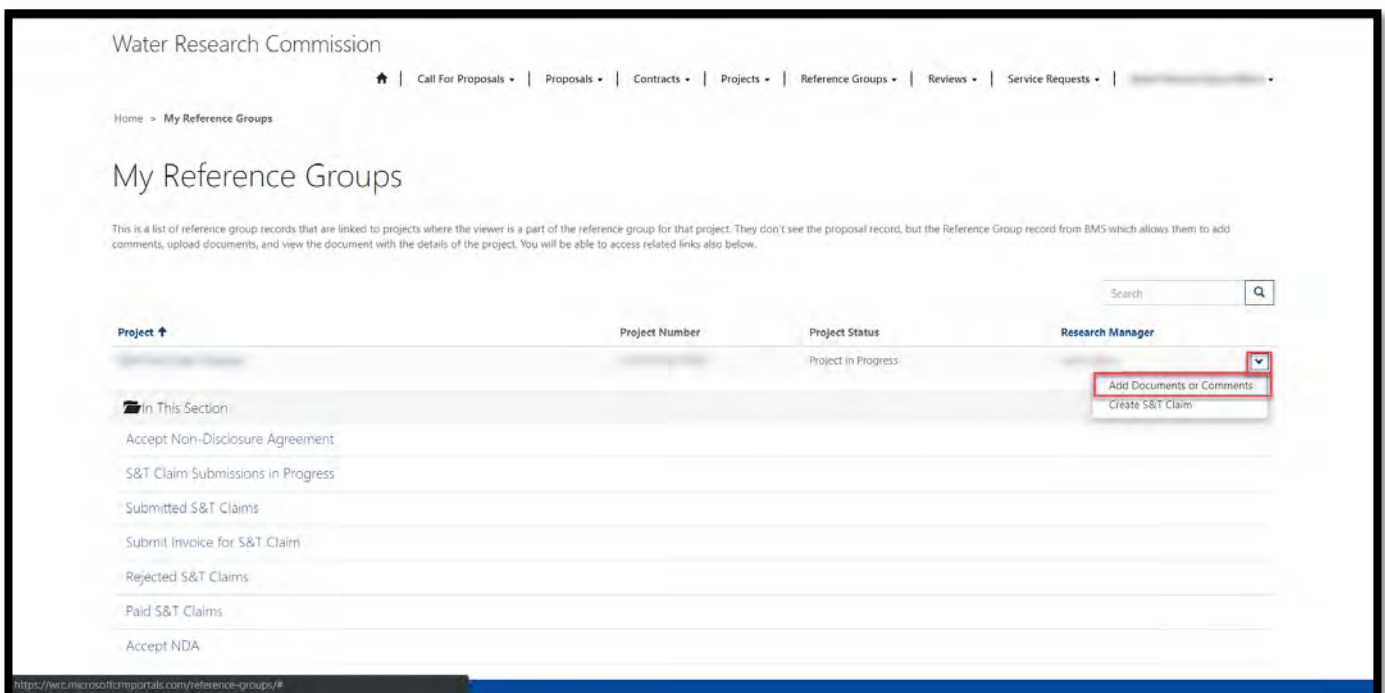 Water Research Commission
Call For Proposals | Proposals | Contracts | Projects | Reference Groups | Reviews | Service Requests |
Home > My Reference Groups
My Reference Groups
This is a list of reference group records that are linked to projects where the viewer is a part of the reference group for that project. They don't see the proposal record, but the Reference Group record from BMS which allows them to add
comments, upload documents, and view the document with the details of the project. You will be able to access related links also below.
Search
Project Project Number Project Status Research Manager
Project in Progress
Add Documents or Comments
Create S&T Claim
In This Section
Accept Non-Disclosure Agreement
S&T Claim Submissions in Progress
Submitted S&T Claims
Submit Invoice for S&T Claim
Rejected S&T Claims
Paid S&T Claims
Accept NDA
https://wrc.microsoftcrmportals.com/reference-groups/#